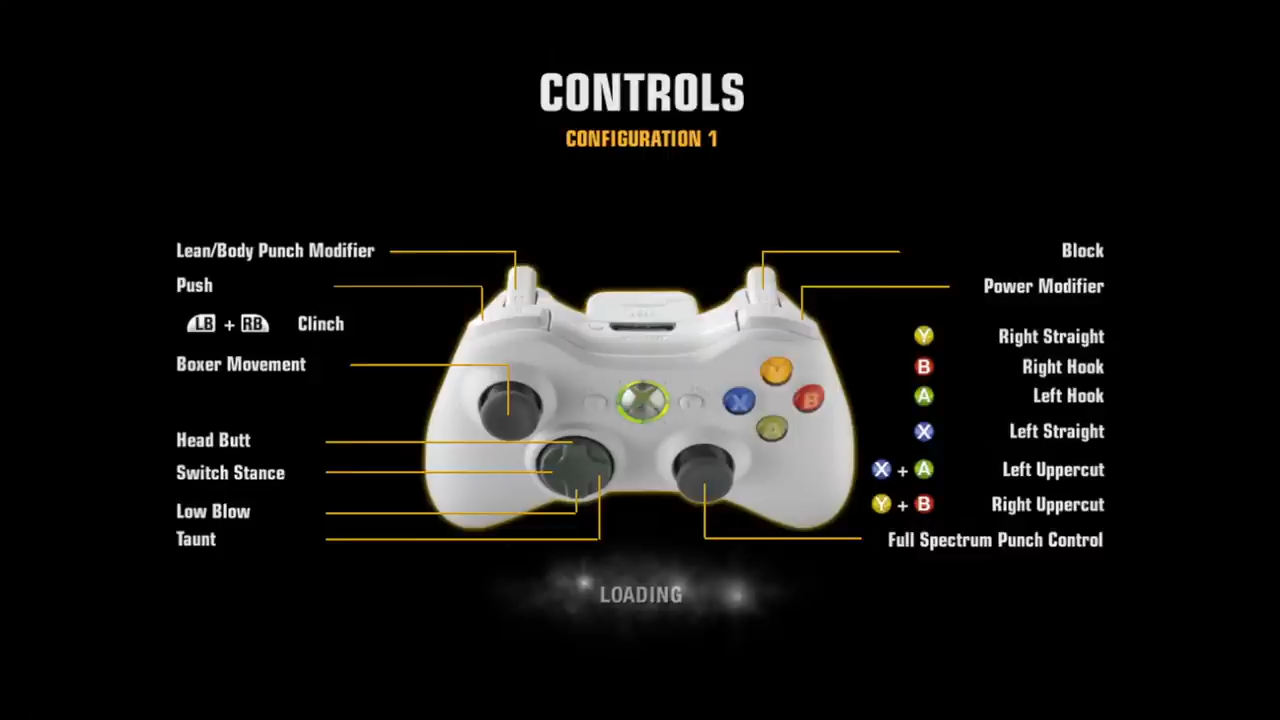 CONTROLS
CONFIGURATION 1
Lean/Body Punch Modifier
Push
LB + RB Clinch
Boxer Movement
Head Butt
Switch Stance
Low Blow
Taunt
Block
Power Modifier
Y Right Straight
B Right Hook
A Left Hook
X Left Straight
X + A Left Uppercut
Y + B Right Uppercut
Full Spectrum Punch Control
Y
X B
A
LOADING